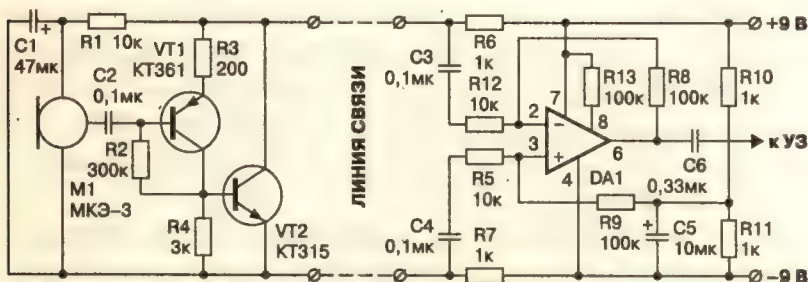 C1
47мк
R1 10к
C2
0,1мк
VT1
КТ361
R3
200
R2
300к
М1
МКЭ-3
R4
3к
VT2
КТ315
ЛИНИЯ СВЯЗИ
C3
0,1мк
R6
1к
R12
10к
R5
10к
C4
0,1мк
R7
1к
2
3
7
8
4
6
−
+
DA1
R13
100к
R8
100к
R10
1к
C6
0,33мк
R9
100к
C5
10мк
R11
1к
+9 В
к УЗ
−9 В